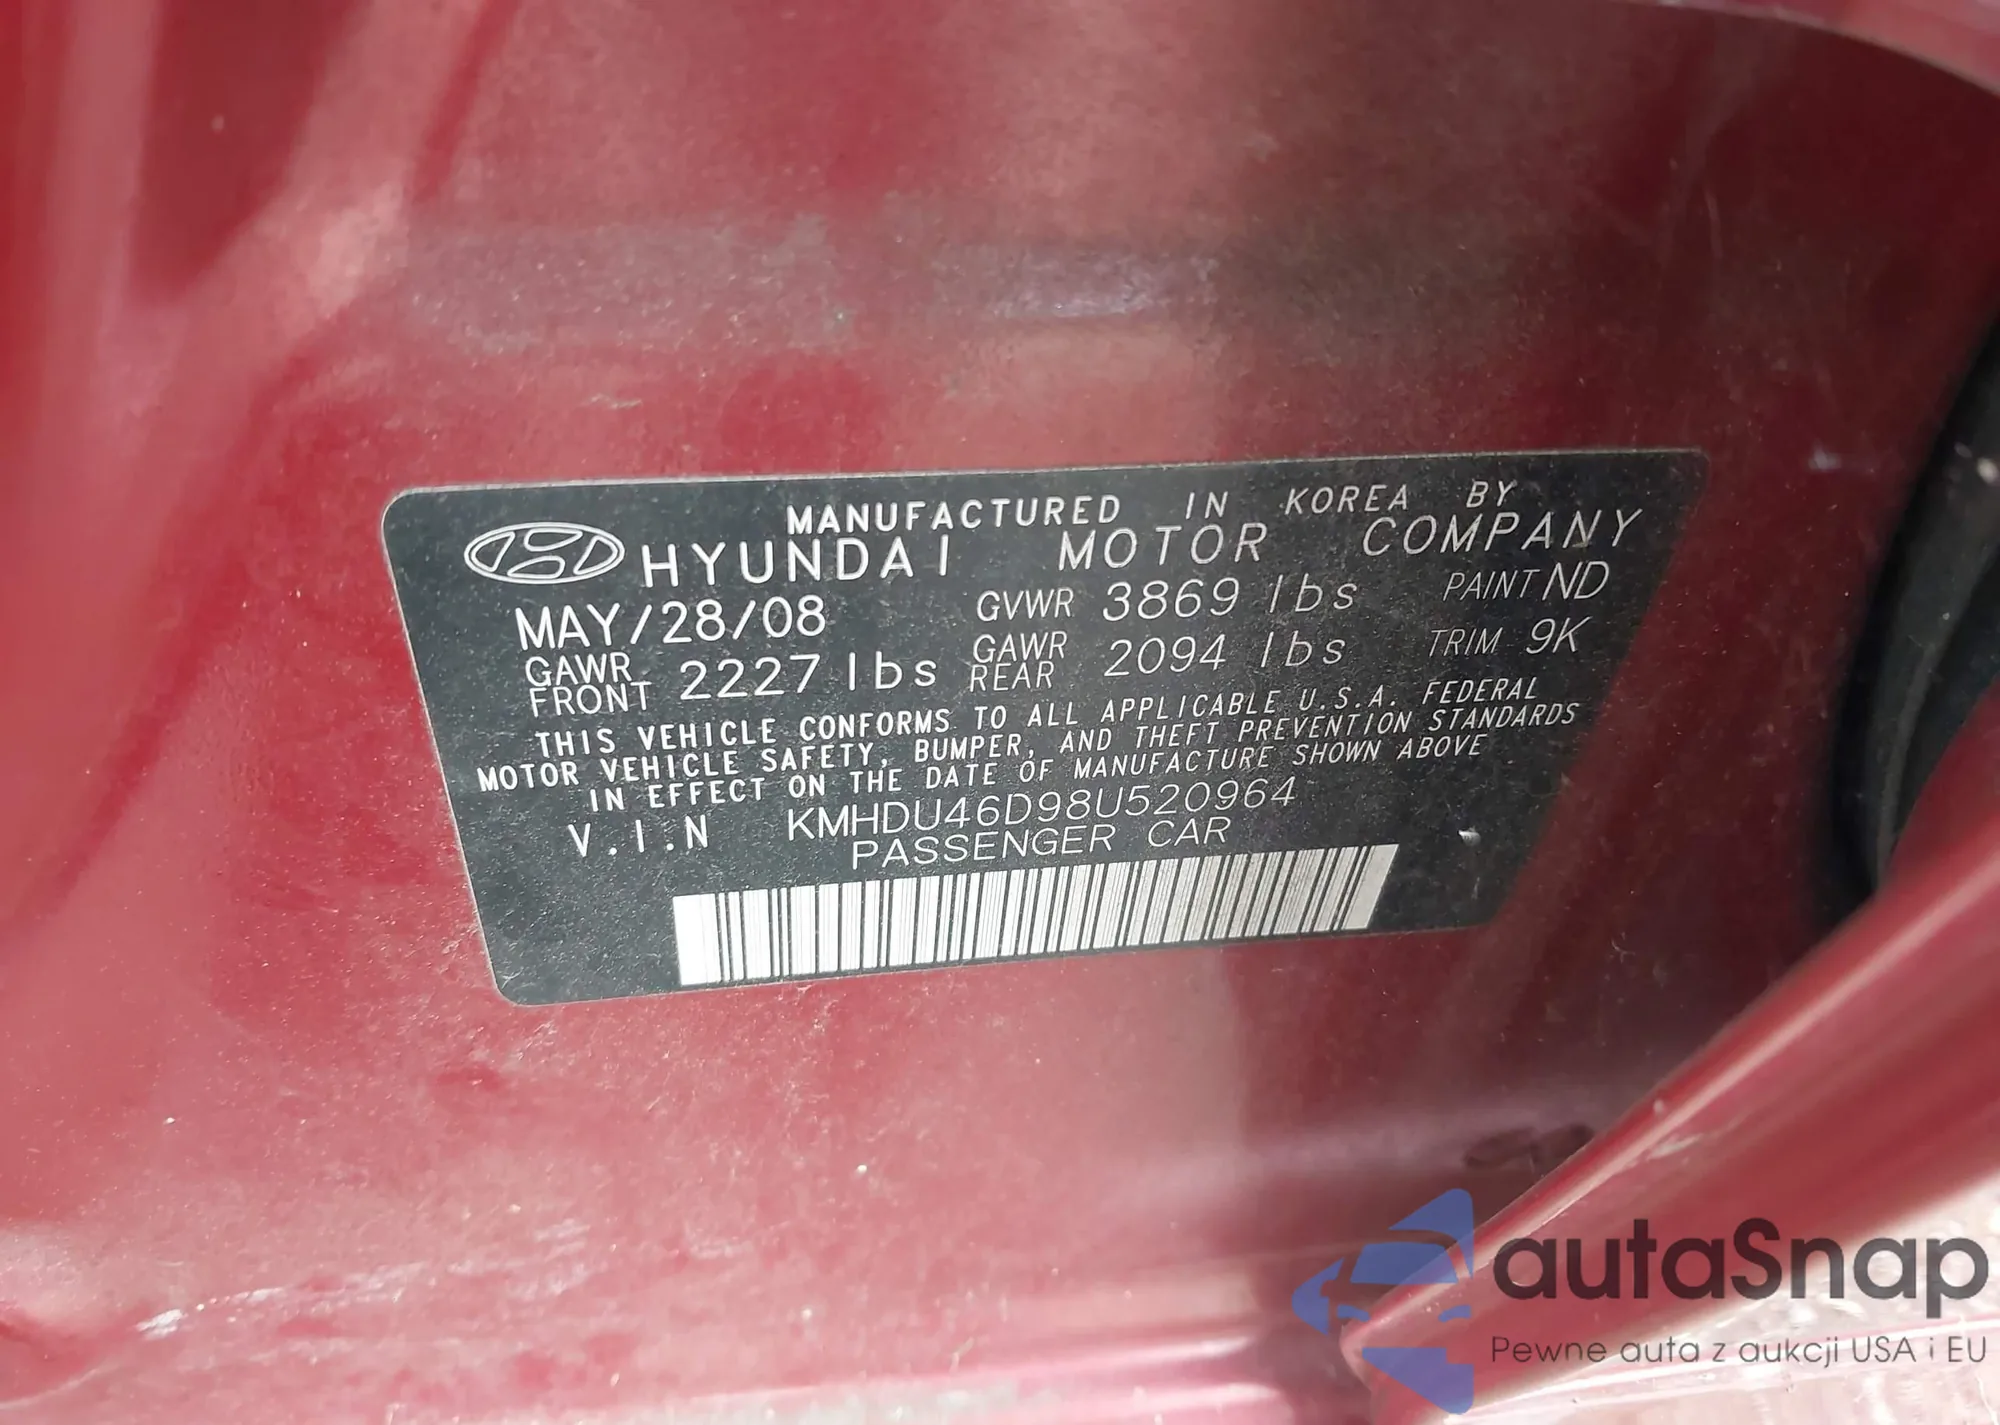 MANUFACTURED IN KOREA BY
HYUNDAI MOTOR COMPANY
MAY/28/08 GVWR 3869 lbs PAINT ND
GAWR FRONT 2227 lbs GAWR REAR 2094 lbs TRIM 9K
THIS VEHICLE CONFORMS TO ALL APPLICABLE U.S.A. FEDERAL
MOTOR VEHICLE SAFETY, BUMPER, AND THEFT PREVENTION STANDARDS
IN EFFECT ON THE DATE OF MANUFACTURE SHOWN ABOVE
V.I.N KMHDU46D98U520964
PASSENGER CAR
autaSnap
Pewne auta z aukcji USA i EU